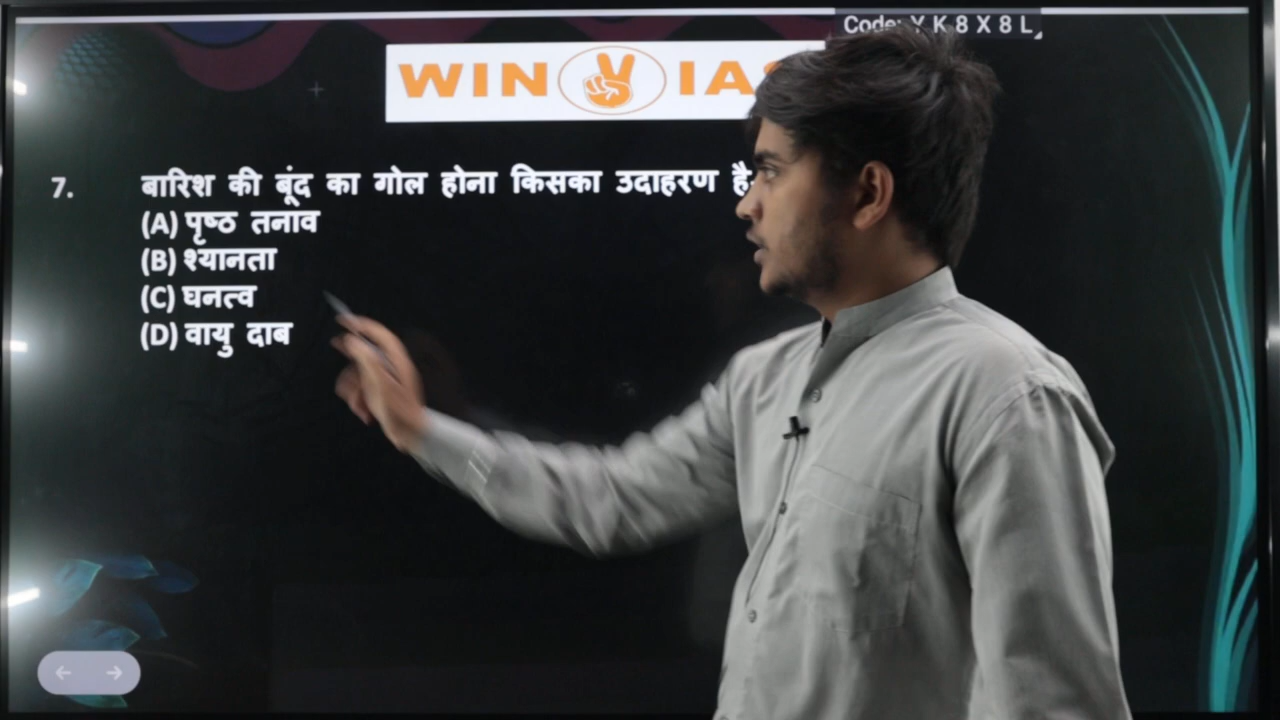 Code: Y K 8 X 8 L
WIN IAS
7. बारिश की बूंद का गोल होना किसका उदाहरण है-
(A) पृष्ठ तनाव
(B) श्यानता
(C) घनत्व
(D) वायु दाब